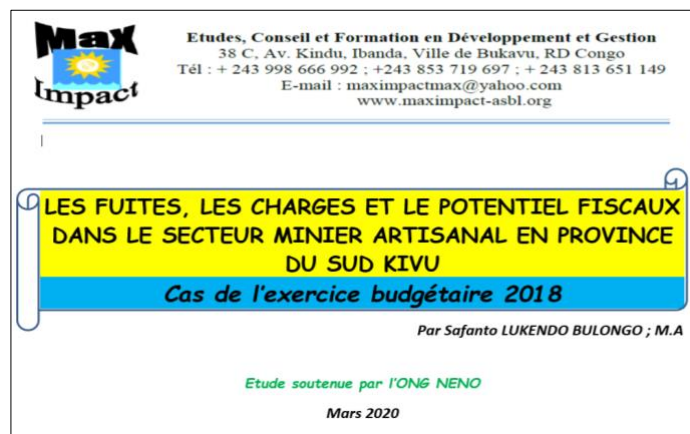 Max
Impact
Etudes, Conseil et Formation en Développement et Gestion
38 C, Av. Kindu, Ibanda, Ville de Bukavu, RD Congo
Tél : + 243 998 666 992 ; +243 853 719 697 ; + 243 813 651 149
E-mail : maximpactmax@yahoo.com
www.maximpact-asbl.org
LES FUITES, LES CHARGES ET LE POTENTIEL FISCAUX
DANS LE SECTEUR MINIER ARTISANAL EN PROVINCE
DU SUD KIVU
Cas de l'exercice budgétaire 2018
Par Safanto LUKENDO BULONGO ; M.A
Etude soutenue par l'ONG NENO
Mars 2020